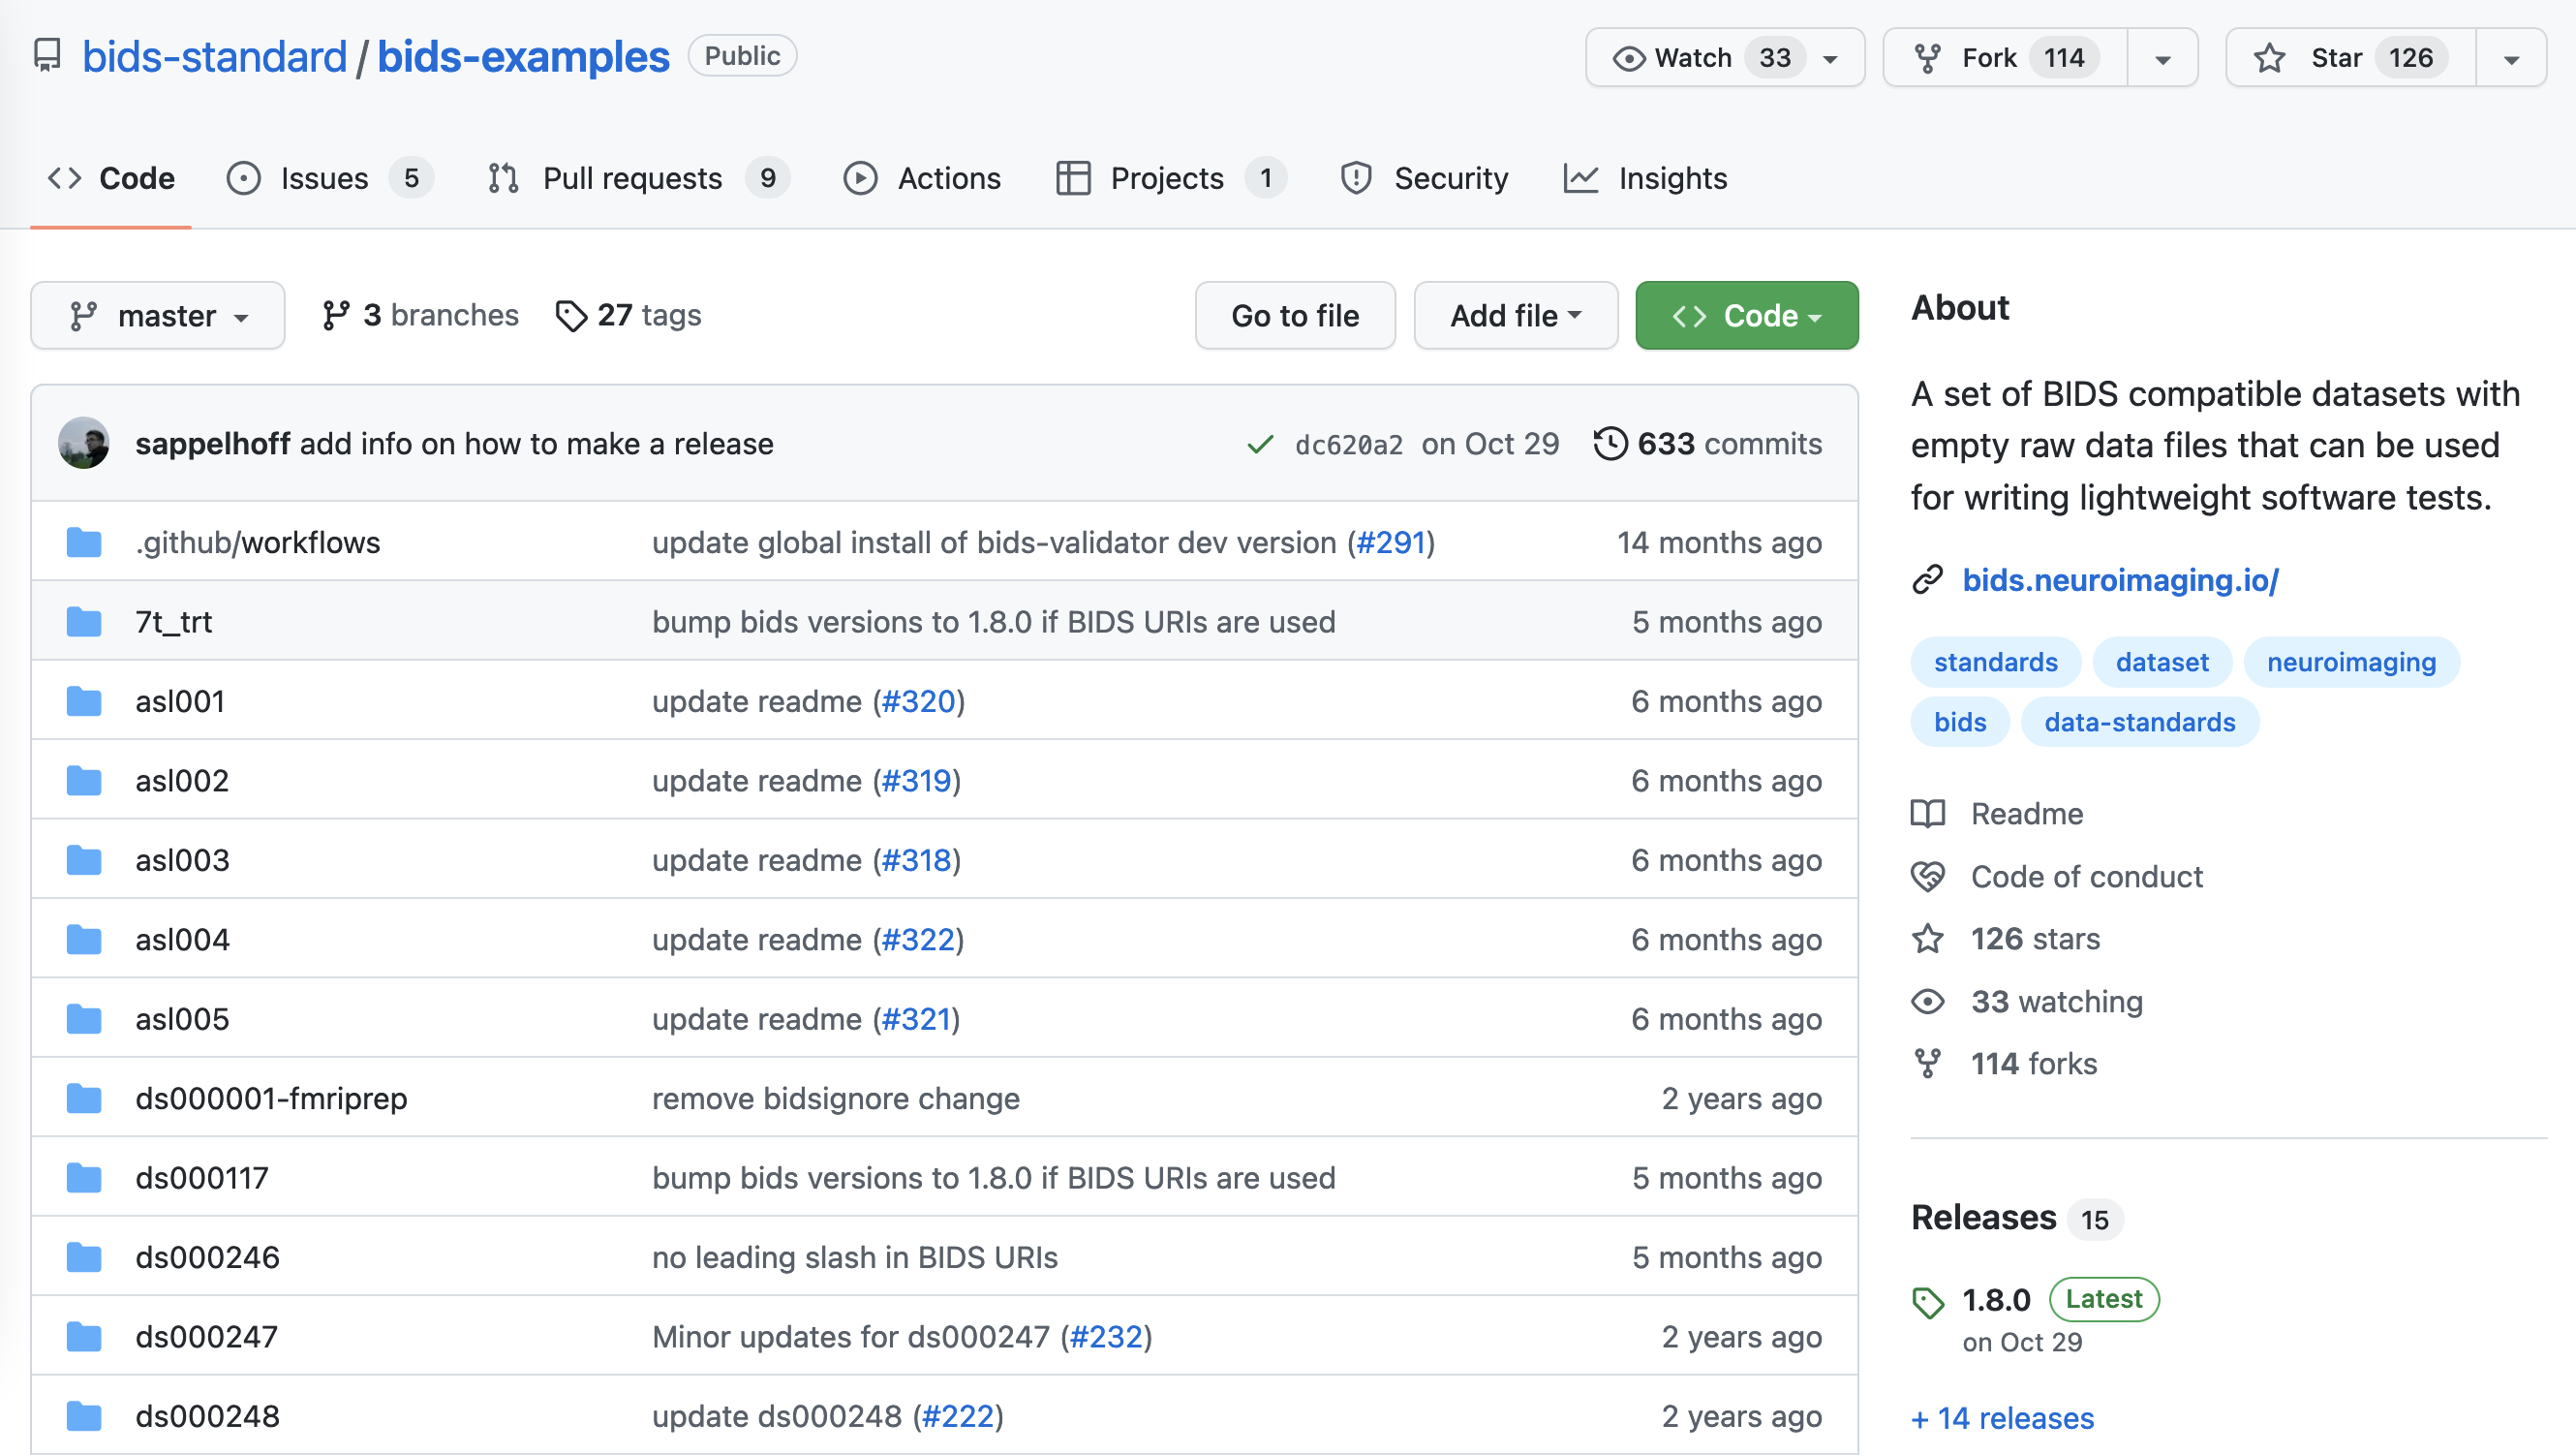 bids-standard / bids-examples Public Watch 33 Fork 114 Star 126
Code Issues 5 Pull requests 9 Actions Projects 1 Security Insights
master 3 branches 27 tags Go to file Add file Code
sappelhoff add info on how to make a release dc620a2 on Oct 29 633 commits
.github/workflows update global install of bids-validator dev version (#291) 14 months ago
7t_trt bump bids versions to 1.8.0 if BIDS URIs are used 5 months ago
asl001 update readme (#320) 6 months ago
asl002 update readme (#319) 6 months ago
asl003 update readme (#318) 6 months ago
asl004 update readme (#322) 6 months ago
asl005 update readme (#321) 6 months ago
ds000001-fmriprep remove bidsignore change 2 years ago
ds000117 bump bids versions to 1.8.0 if BIDS URIs are used 5 months ago
ds000246 no leading slash in BIDS URIs 5 months ago
ds000247 Minor updates for ds000247 (#232) 2 years ago
ds000248 update ds000248 (#222) 2 years ago
About
A set of BIDS compatible datasets with
empty raw data files that can be used
for writing lightweight software tests.
bids.neuroimaging.io/
standards dataset neuroimaging
bids data-standards
Readme
Code of conduct
126 stars
33 watching
114 forks
Releases 15
1.8.0 Latest
on Oct 29
+ 14 releases